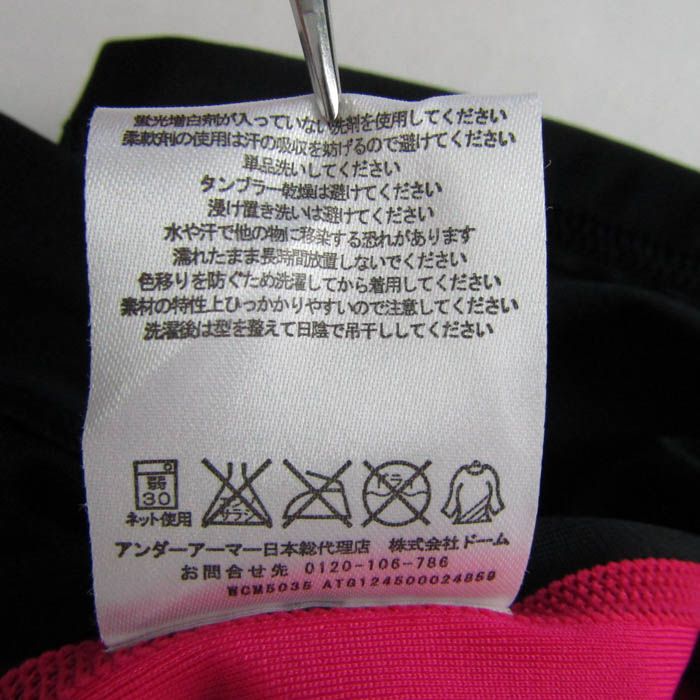 蛍光増白剤が入っていない洗剤を使用してください
柔軟剤の使用は汗の吸収を妨げるので避けてください
単品洗いしてください
タンブラー乾燥は避けてください
浸け置き洗いは避けてください
水や汗で他の物に移染する恐れがあります
濡れたまま長時間放置しないでください
色移りを防ぐため洗濯してから着用してください
素材の特性上ひっかかりやすいので注意してください
洗濯後は型を整えて日陰で吊干ししてください
弱
30
ネット使用
エンソ
サラシ
ドライ
アンダーアーマー日本総代理店 株式会社ドーム
お問合せ先 0120-106-786
WCM5035 ATG124500024859